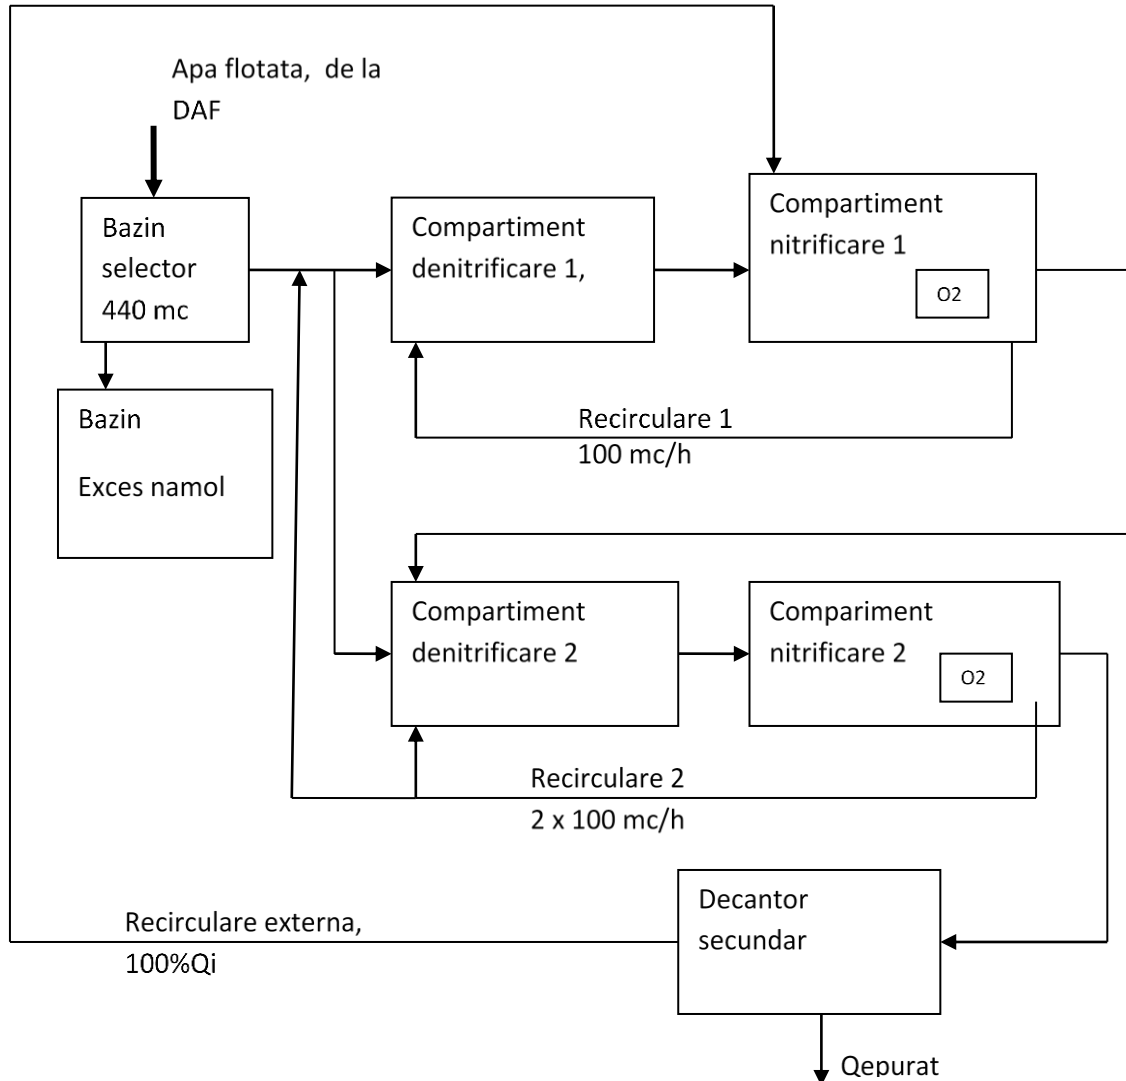 Apa flotata,  de la
DAF
Bazin
selector
440 mc
Compartiment
denitrificare 1,
Compartiment
nitrificare 1
O2
Bazin
Exces namol
Recirculare 1
100 mc/h
Compartiment
denitrificare 2
Compariment
nitrificare 2
O2
Recirculare 2
2 x 100 mc/h
Decantor
secundar
Recirculare externa,
100%Qi
Qepurat